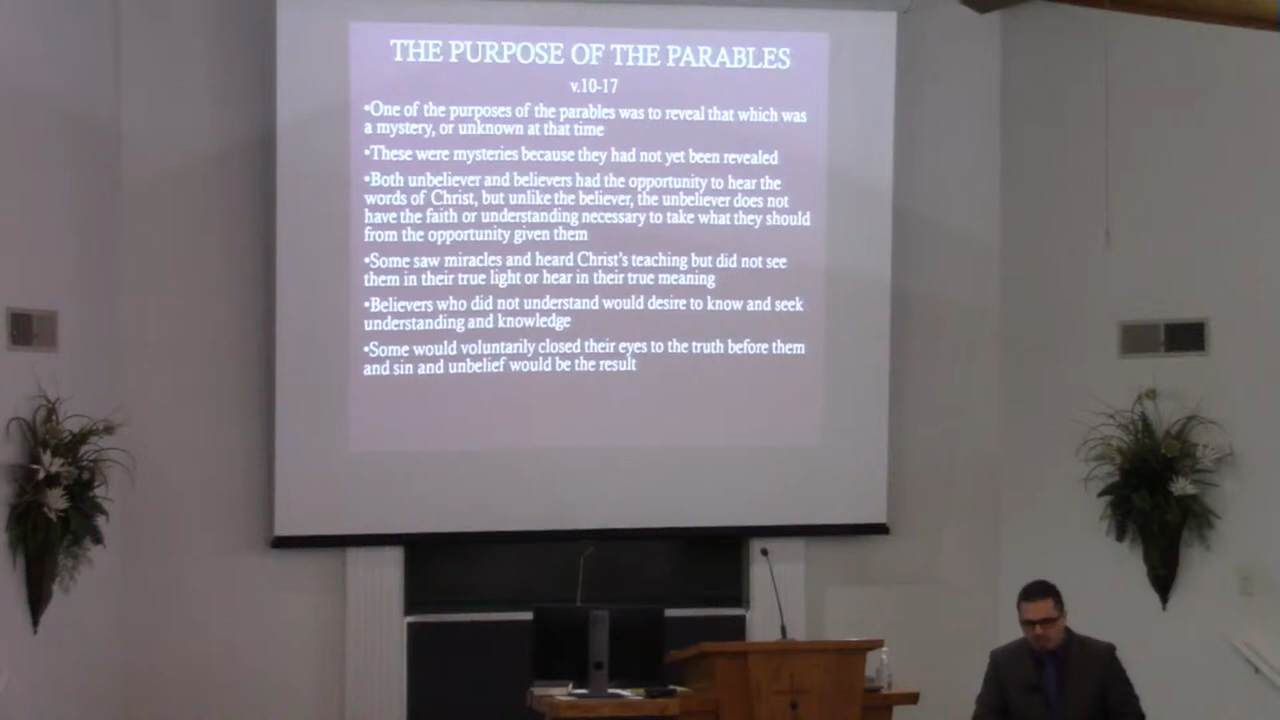 THE PURPOSE OF THE PARABLES
v.10-17
•One of the purposes of the parables was to reveal that which was
a mystery, or unknown at that time
•These were mysteries because they had not yet been revealed
•Both unbeliever and believers had the opportunity to hear the
words of Christ, but unlike the believer, the unbeliever does not
have the faith or understanding necessary to take what they should
from the opportunity given them
•Some saw miracles and heard Christ's teaching but did not see
them in their true light or hear in their true meaning
•Believers who did not understand would desire to know and seek
understanding and knowledge
•Some would voluntarily closed their eyes to the truth before them
and sin and unbelief would be the result